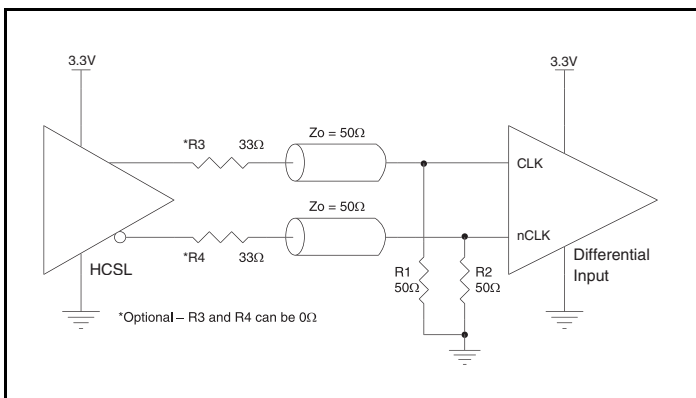 3.3V
3.3V
*R3 33Ω
Zo = 50Ω
CLK
Zo = 50Ω
nCLK
*R4 33Ω
HCSL
R1
50Ω
R2
50Ω
Differential
Input
*Optional – R3 and R4 can be 0Ω